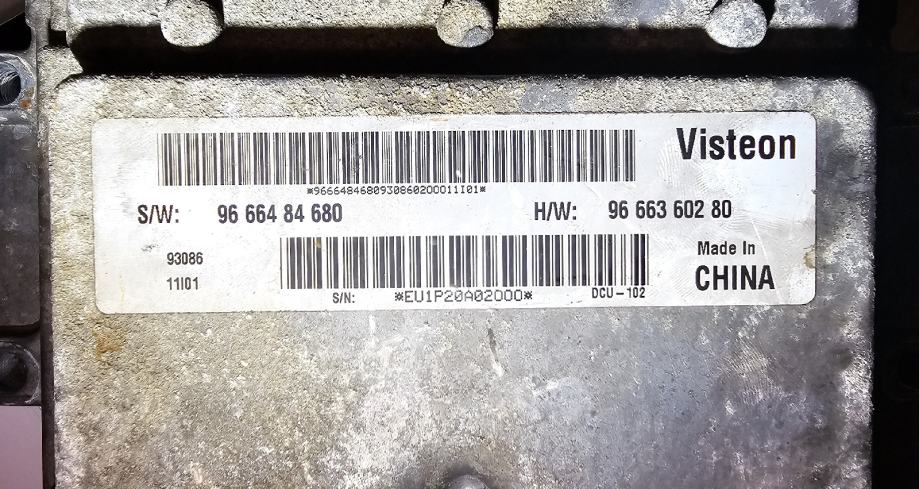 Visteon
*9666484680930860200011I01*
S/W: 96 664 84 680 H/W: 96 663 602 80
93086
11I01
Made In
CHINA
S/N: *EU1P20A02000* DCU-102